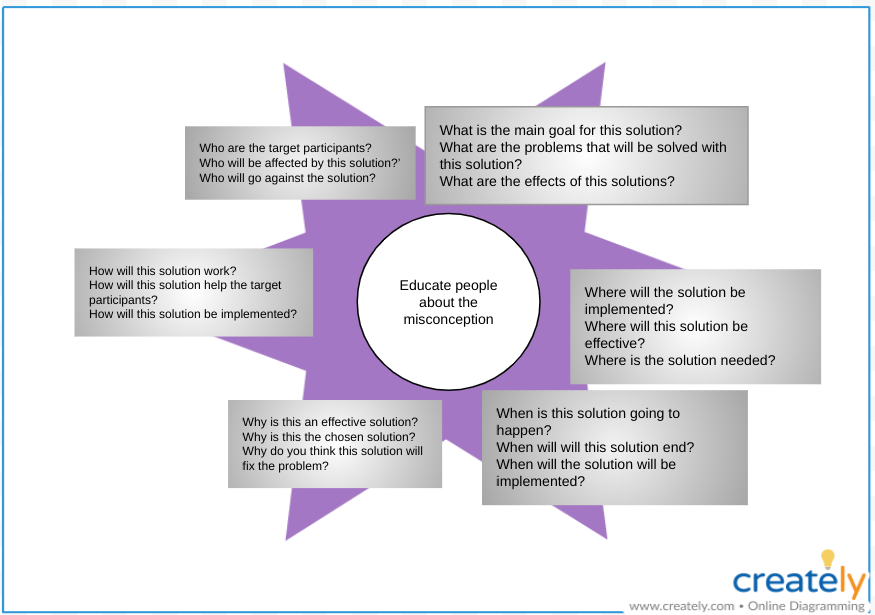 Who are the target participants?
Who will be affected by this solution?'
Who will go against the solution?
What is the main goal for this solution?
What are the problems that will be solved with
this solution?
What are the effects of this solutions?
How will this solution work?
How will this solution help the target
participants?
How will this solution be implemented?
Educate people
about the
misconception
Where will the solution be
implemented?
Where will this solution be
effective?
Where is the solution needed?
Why is this an effective solution?
Why is this the chosen solution?
Why do you think this solution will
fix the problem?
When is this solution going to
happen?
When will will this solution end?
When will the solution will be
implemented?
creately
www.creately.com • Online Diagramming